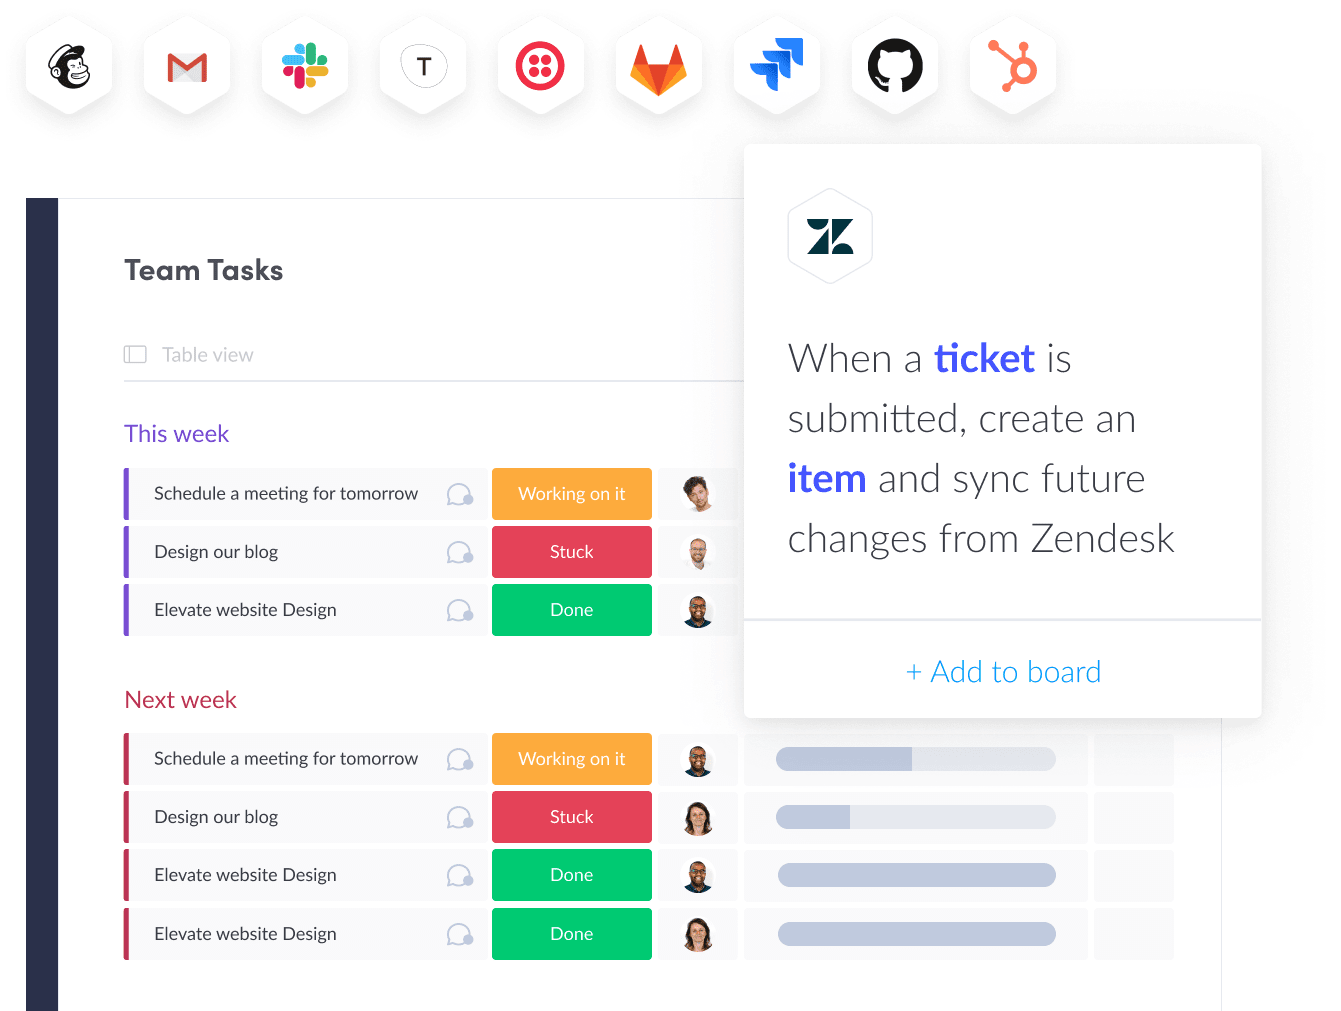 T
Team Tasks
Table view
When a ticket is
submitted, create an
item and sync future
changes from Zendesk
+ Add to board
This week
Schedule a meeting for tomorrow Working on it
Design our blog Stuck
Elevate website Design Done
Next week
Schedule a meeting for tomorrow Working on it
Design our blog Stuck
Elevate website Design Done
Elevate website Design Done